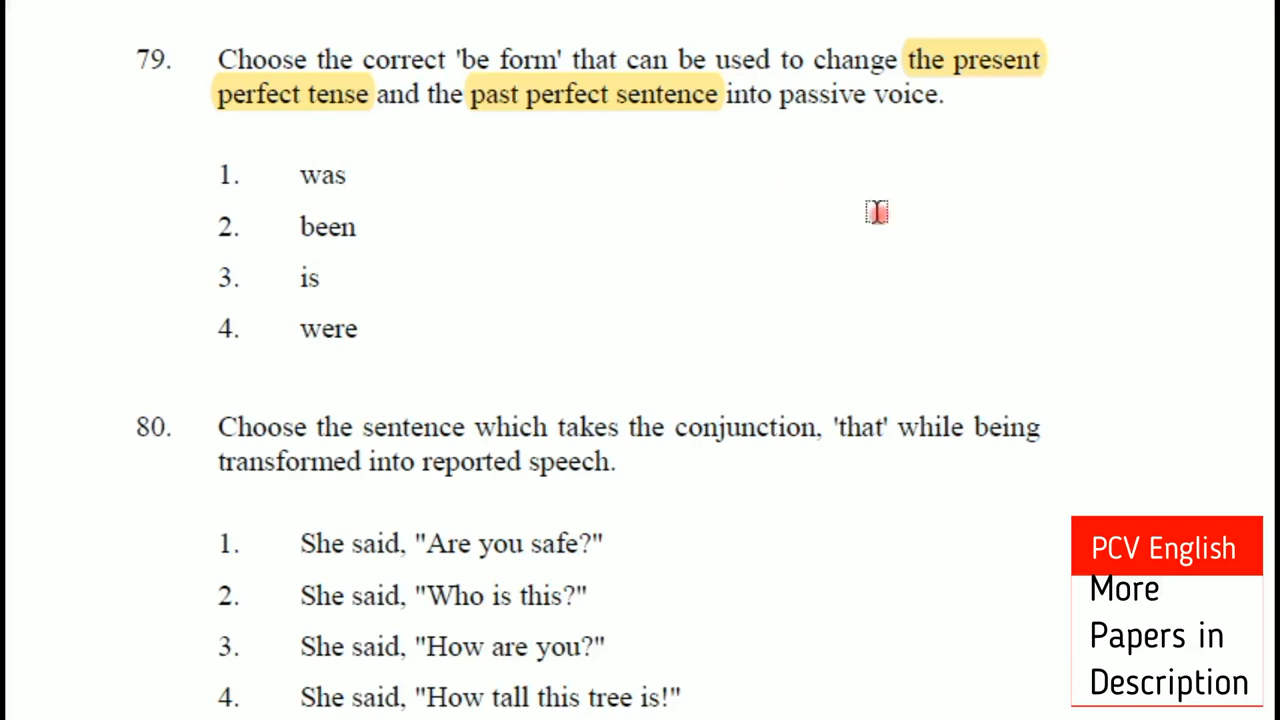 79. Choose the correct 'be form' that can be used to change the present
perfect tense and the past perfect sentence into passive voice.
1. was
2. been
3. is
4. were
80. Choose the sentence which takes the conjunction, 'that' while being
transformed into reported speech.
1. She said, "Are you safe?"
2. She said, "Who is this?"
3. She said, "How are you?"
4. She said, "How tall this tree is!"
PCV English
More
Papers in
Description